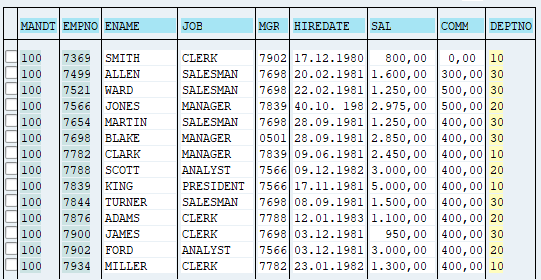 MANDT EMPNO ENAME JOB MGR HIREDATE SAL COMM DEPTNO
100 7369 SMITH CLERK 7902 17.12.1980 800,00 0,00 10
100 7499 ALLEN SALESMAN 7698 20.02.1981 1.600,00 300,00 30
100 7521 WARD SALESMAN 7698 22.02.1981 1.250,00 500,00 30
100 7566 JONES MANAGER 7839 40.10. 198 2.975,00 500,00 20
100 7654 MARTIN SALESMAN 7698 28.09.1981 1.250,00 400,00 30
100 7698 BLAKE MANAGER 0501 28.09.1981 2.850,00 400,00 30
100 7782 CLARK MANAGER 7839 09.06.1981 2.450,00 400,00 10
100 7788 SCOTT ANALYST 7566 09.12.1982 3.000,00 400,00 20
100 7839 KING PRESIDENT 7566 17.11.1981 5.000,00 400,00 10
100 7844 TURNER SALESMAN 7698 08.09.1981 1.500,00 400,00 30
100 7876 ADAMS CLERK 7788 12.01.1983 1.100,00 400,00 20
100 7900 JAMES CLERK 7698 03.12.1981 950,00 400,00 30
100 7902 FORD ANALYST 7566 03.12.1981 3.000,00 400,00 20
100 7934 MILLER CLERK 7782 23.01.1982 1.300,00 400,00 10